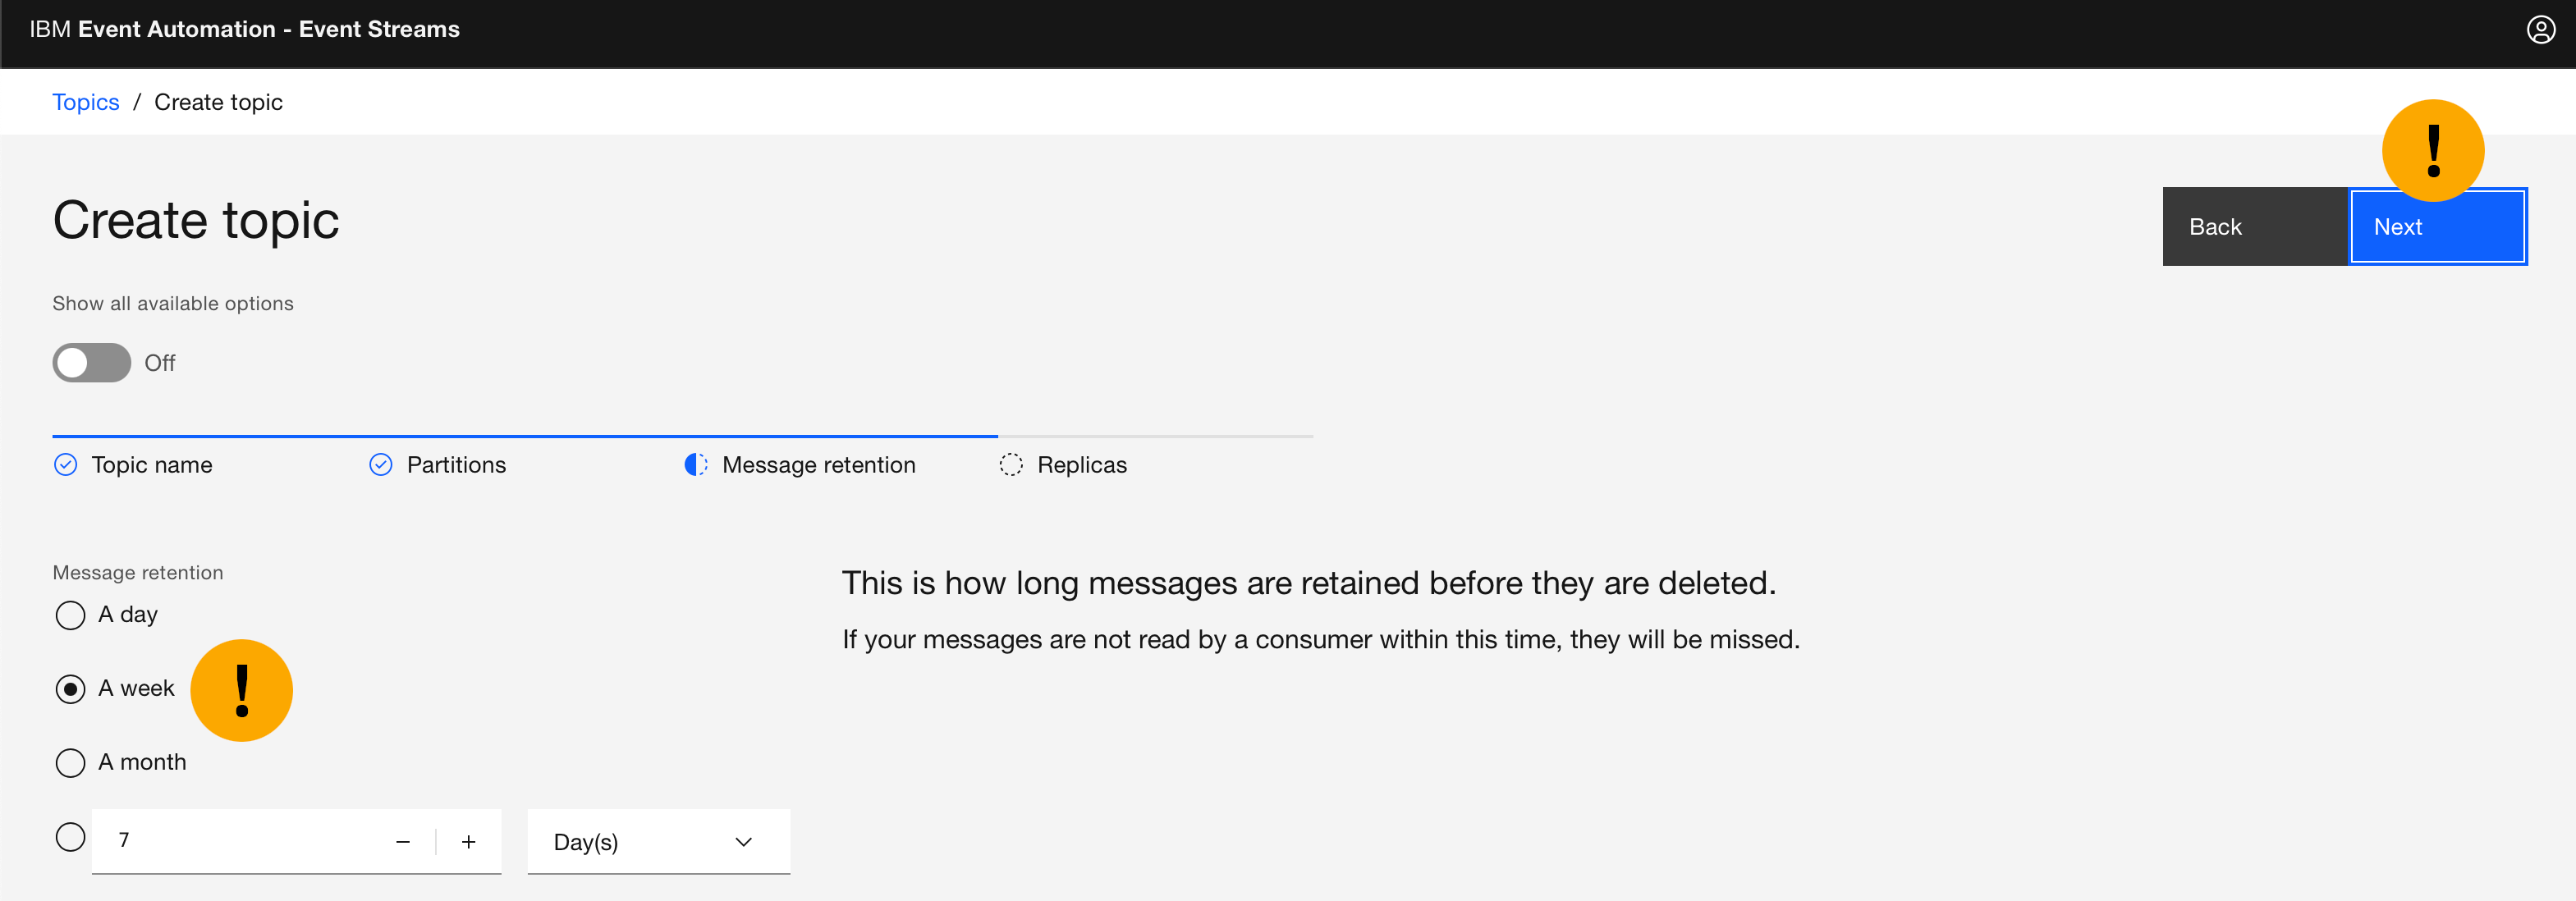 IBM Event Automation - Event Streams
Topics / Create topic
!
Create topic
Back
Next
Show all available options
Off
Topic name
Partitions
Message retention
Replicas
Message retention
This is how long messages are retained before they are deleted.
A day
If your messages are not read by a consumer within this time, they will be missed.
A week
!
A month
7
Day(s)